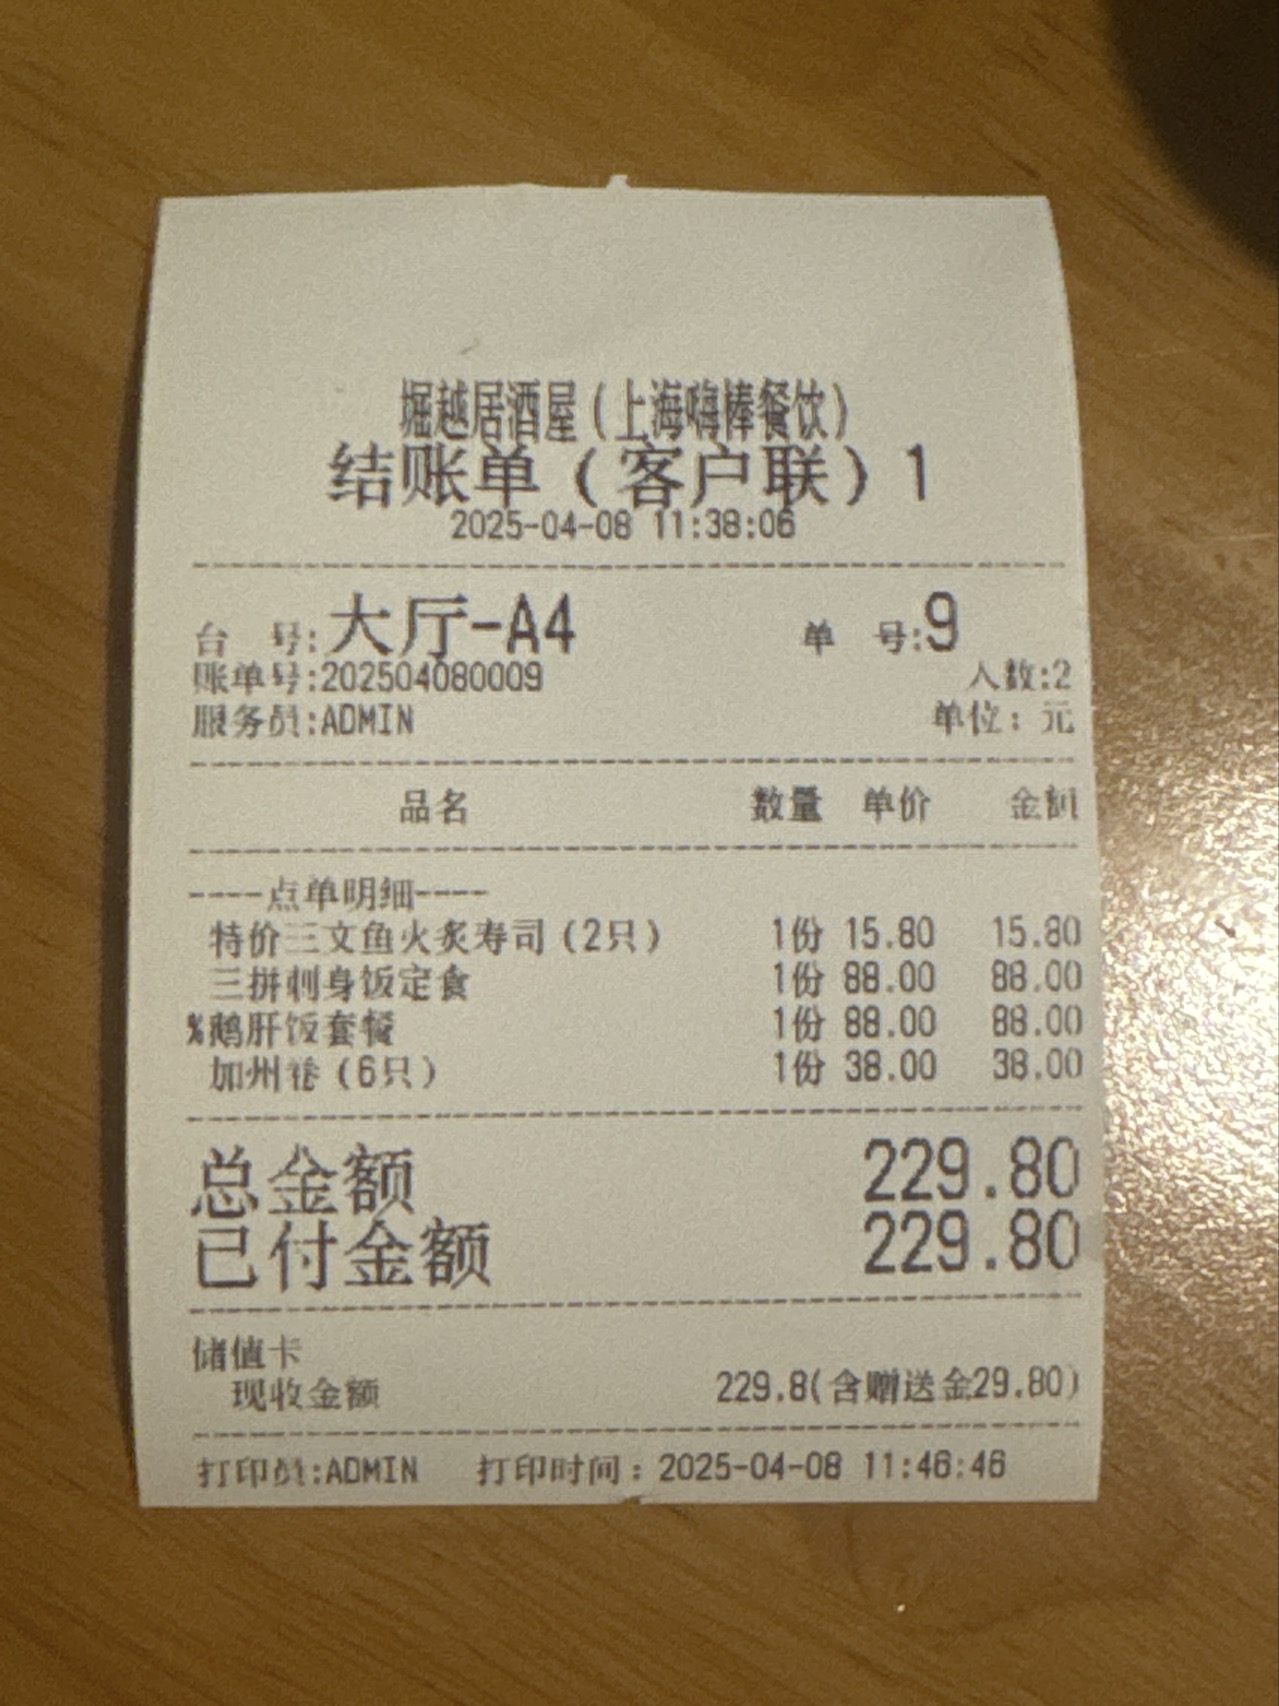 堀越居酒屋(上海嗨棒餐饮)
结账单(客户联)1
2025-04-08 11:38:06
台 号:大厅-A4 单 号:9
账单号:202504080009 人数:2
服务员:ADMIN 单位:元
品名 数量 单价 金额
----点单明细----
特价三文鱼火炙寿司(2只) 1份 15.80 15.80
三拼刺身饭定食 1份 88.00 88.00
%鹅肝饭套餐 1份 88.00 88.00
加州卷(6只) 1份 38.00 38.00
总金额 229.80
已付金额 229.80
储值卡
现收金额 229.8(含赠送金29.80)
打印员:ADMIN 打印时间:2025-04-08 11:46:46